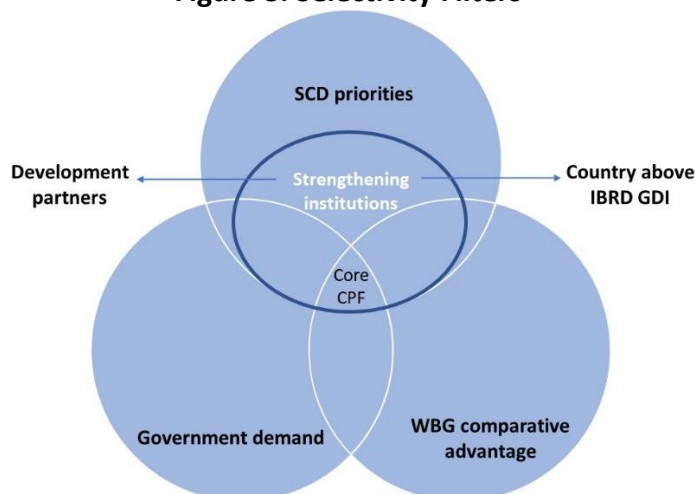 Figure Selectivity Filters
SCD priorities
Development
partners
Strengthening
institutions
Country above
IBRD GDI
Core
CPF
Government demand
WBG comparative
advantage